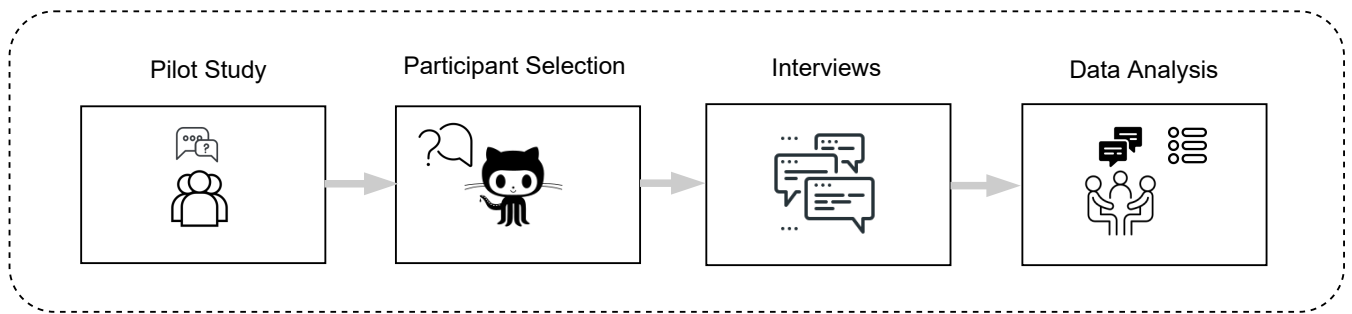 Pilot Study
Participant Selection
Interviews
Data Analysis